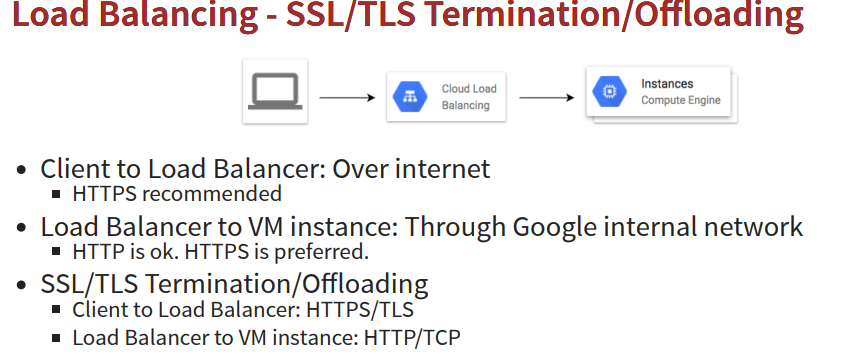 Load Balancing - SSL/TLS Termination/Offloading
Cloud Load
Balancing
Instances
Compute Engine
Client to Load Balancer: Over internet
HTTPS recommended
Load Balancer to VM instance: Through Google internal network
HTTP is ok. HTTPS is preferred.
SSL/TLS Termination/Offloading
Client to Load Balancer: HTTPS/TLS
Load Balancer to VM instance: HTTP/TCP